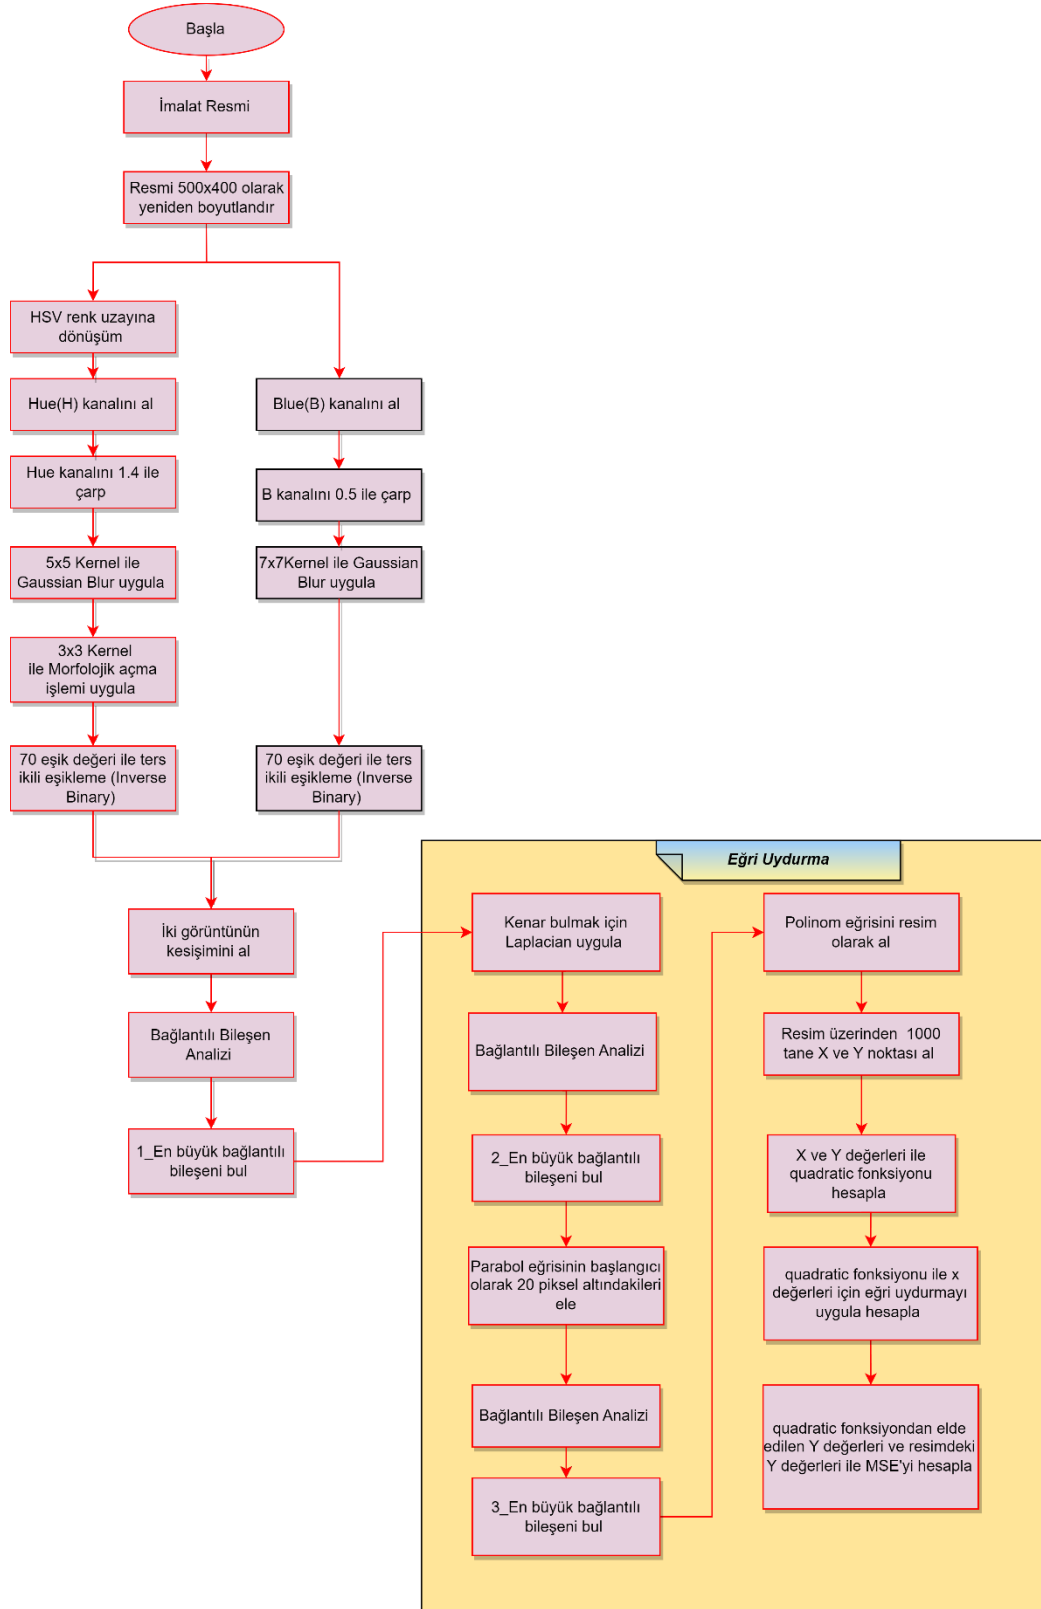 Başla
İmalat Resmi
Resmi 500x400 olarak
yeniden boyutlandır
HSV renk uzayına
dönüşüm
Hue(H) kanalını al
Hue kanalını 1.4 ile
çarp
5x5 Kernel ile
Gaussian Blur uygula
3x3 Kernel
ile Morfolojik açma
işlemi uygula
70 eşik değeri ile ters
ikili eşikleme (Inverse
Binary)
Blue(B) kanalını al
B kanalını 0.5 ile çarp
7x7Kernel ile Gaussian
Blur uygula
70 eşik değeri ile ters
ikili eşikleme (Inverse
Binary)
İki görüntünün
kesişimini al
Bağlantılı Bileşen
Analizi
1_En büyük bağlantılı
bileşeni bul
Eğri Uydurma
Kenar bulmak için
Laplacian uygula
Bağlantılı Bileşen Analizi
2_En büyük bağlantılı
bileşeni bul
Parabol eğrisinin başlangıcı
olarak 20 piksel altındakileri
ele
Bağlantılı Bileşen Analizi
3_En büyük bağlantılı
bileşeni bul
Polinom eğrisini resim
olarak al
Resim üzerinden 1000
tane X ve Y noktası al
X ve Y değerleri ile
quadratic fonksiyonu
hesapla
quadratic fonksiyonu ile x
değerleri için eğri uydurmayı
uygula hesapla
quadratic fonksiyondan elde
edilen Y değerleri ve resimdeki
Y değerleri ile MSE'yi hesapla